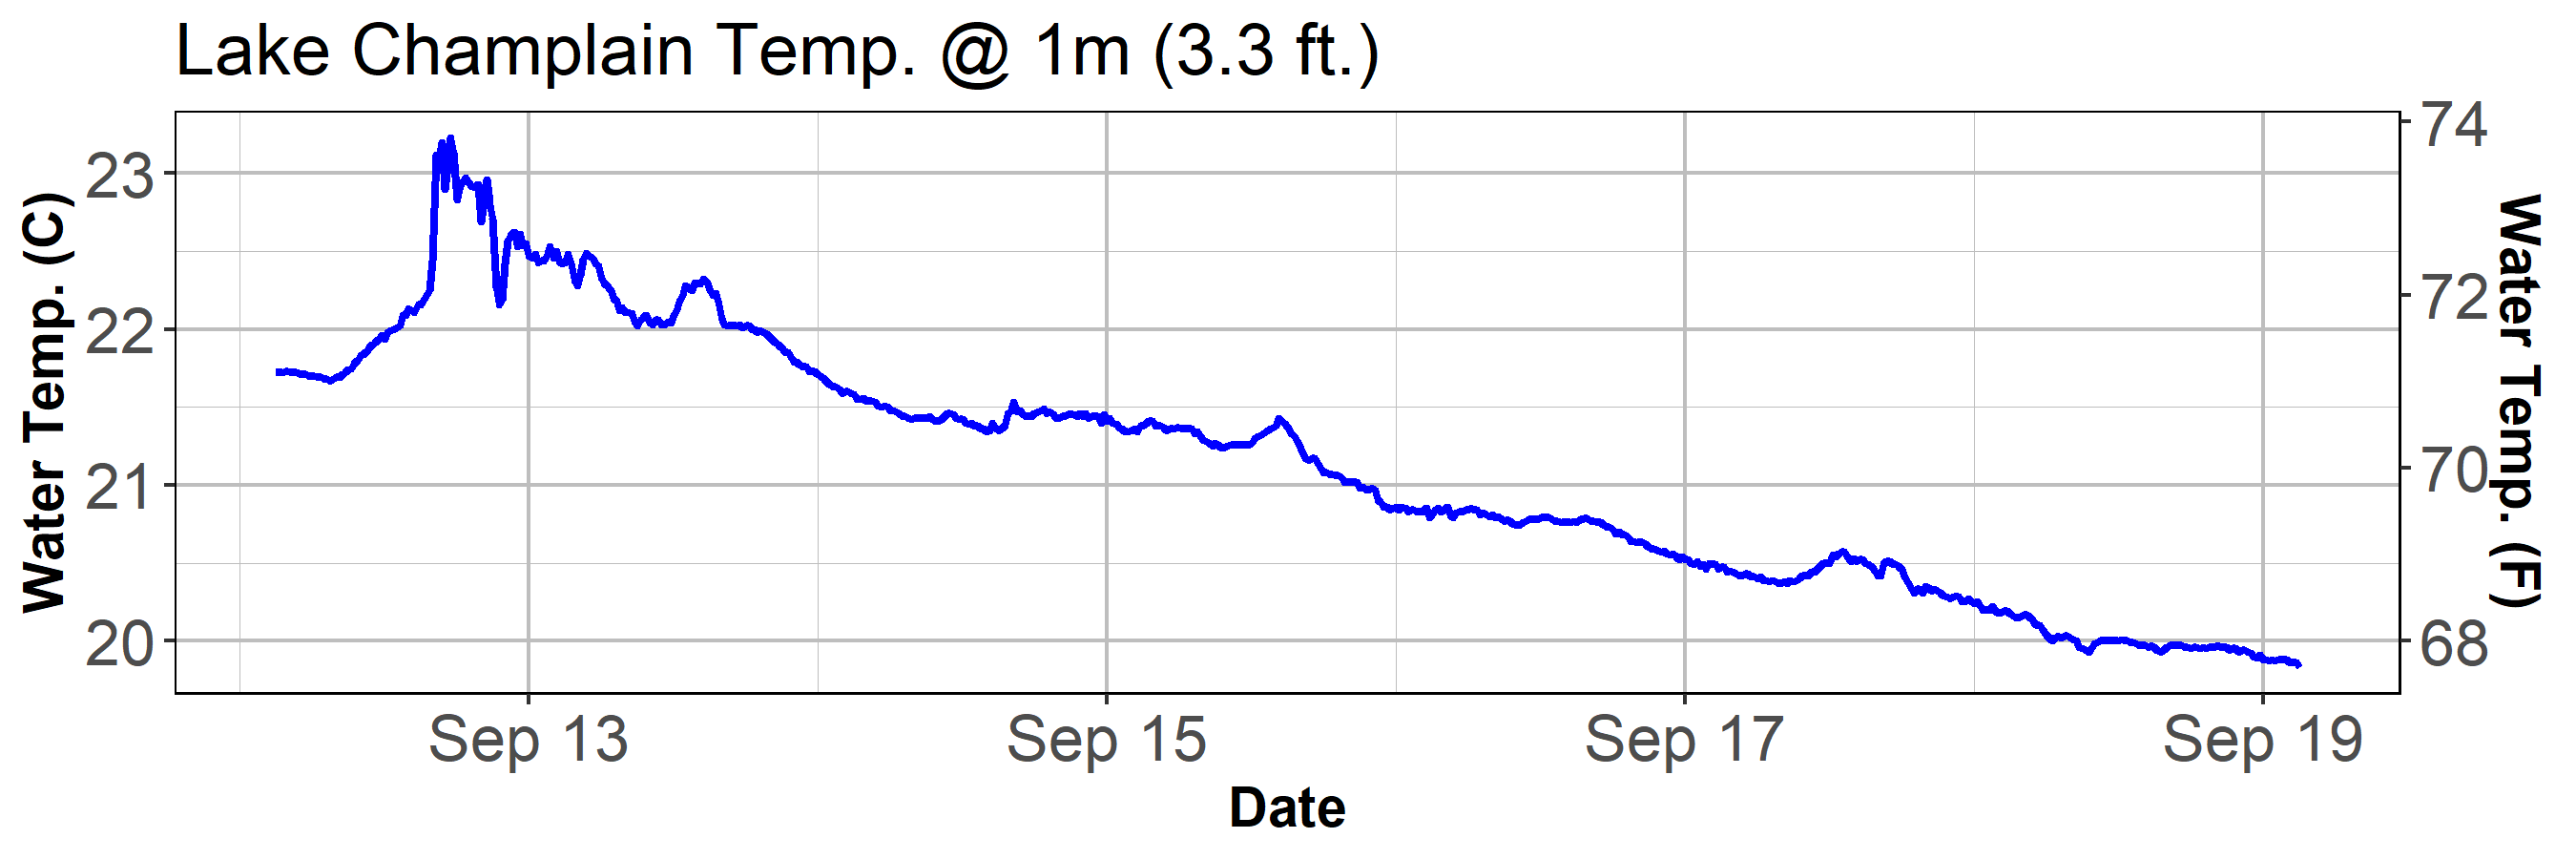 Lake Champlain Temp. @ 1m (3.3 ft.)
Water Temp. (C)
23
22
21
20
74
72
70
68
Water Temp. (F)
Sep 13
Sep 15
Sep 17
Sep 19
Date